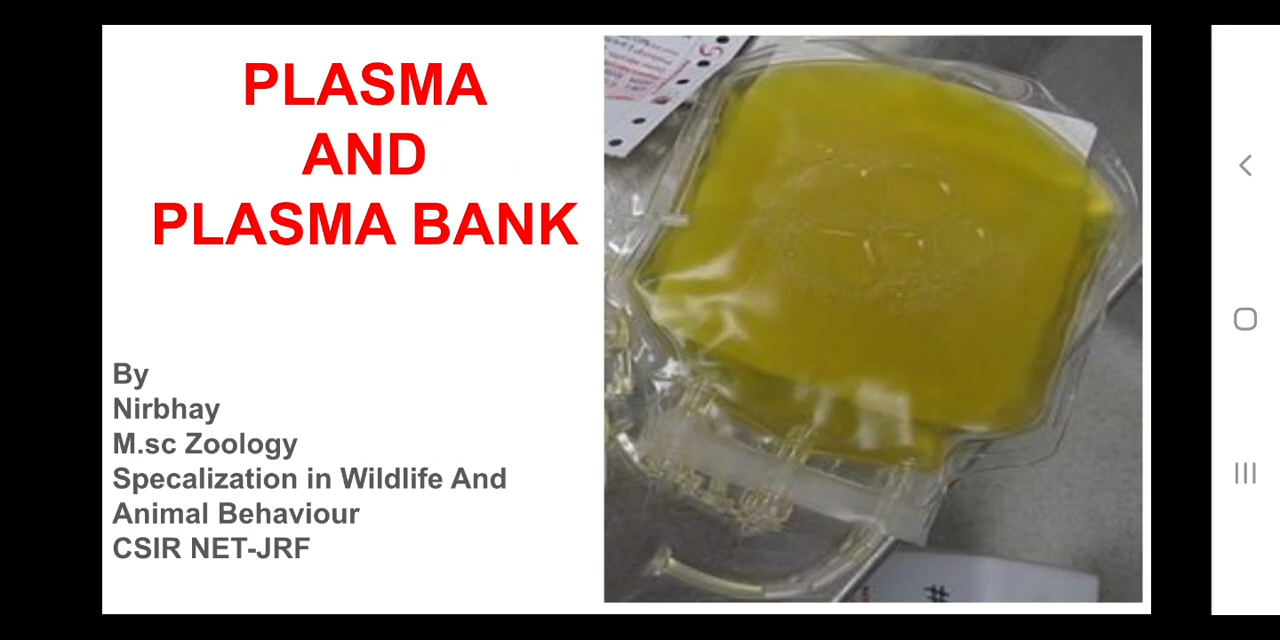 PLASMA
AND
PLASMA BANK
By
Nirbhay
M.sc Zoology
Specalization in Wildlife And
Animal Behaviour
CSIR NET-JRF